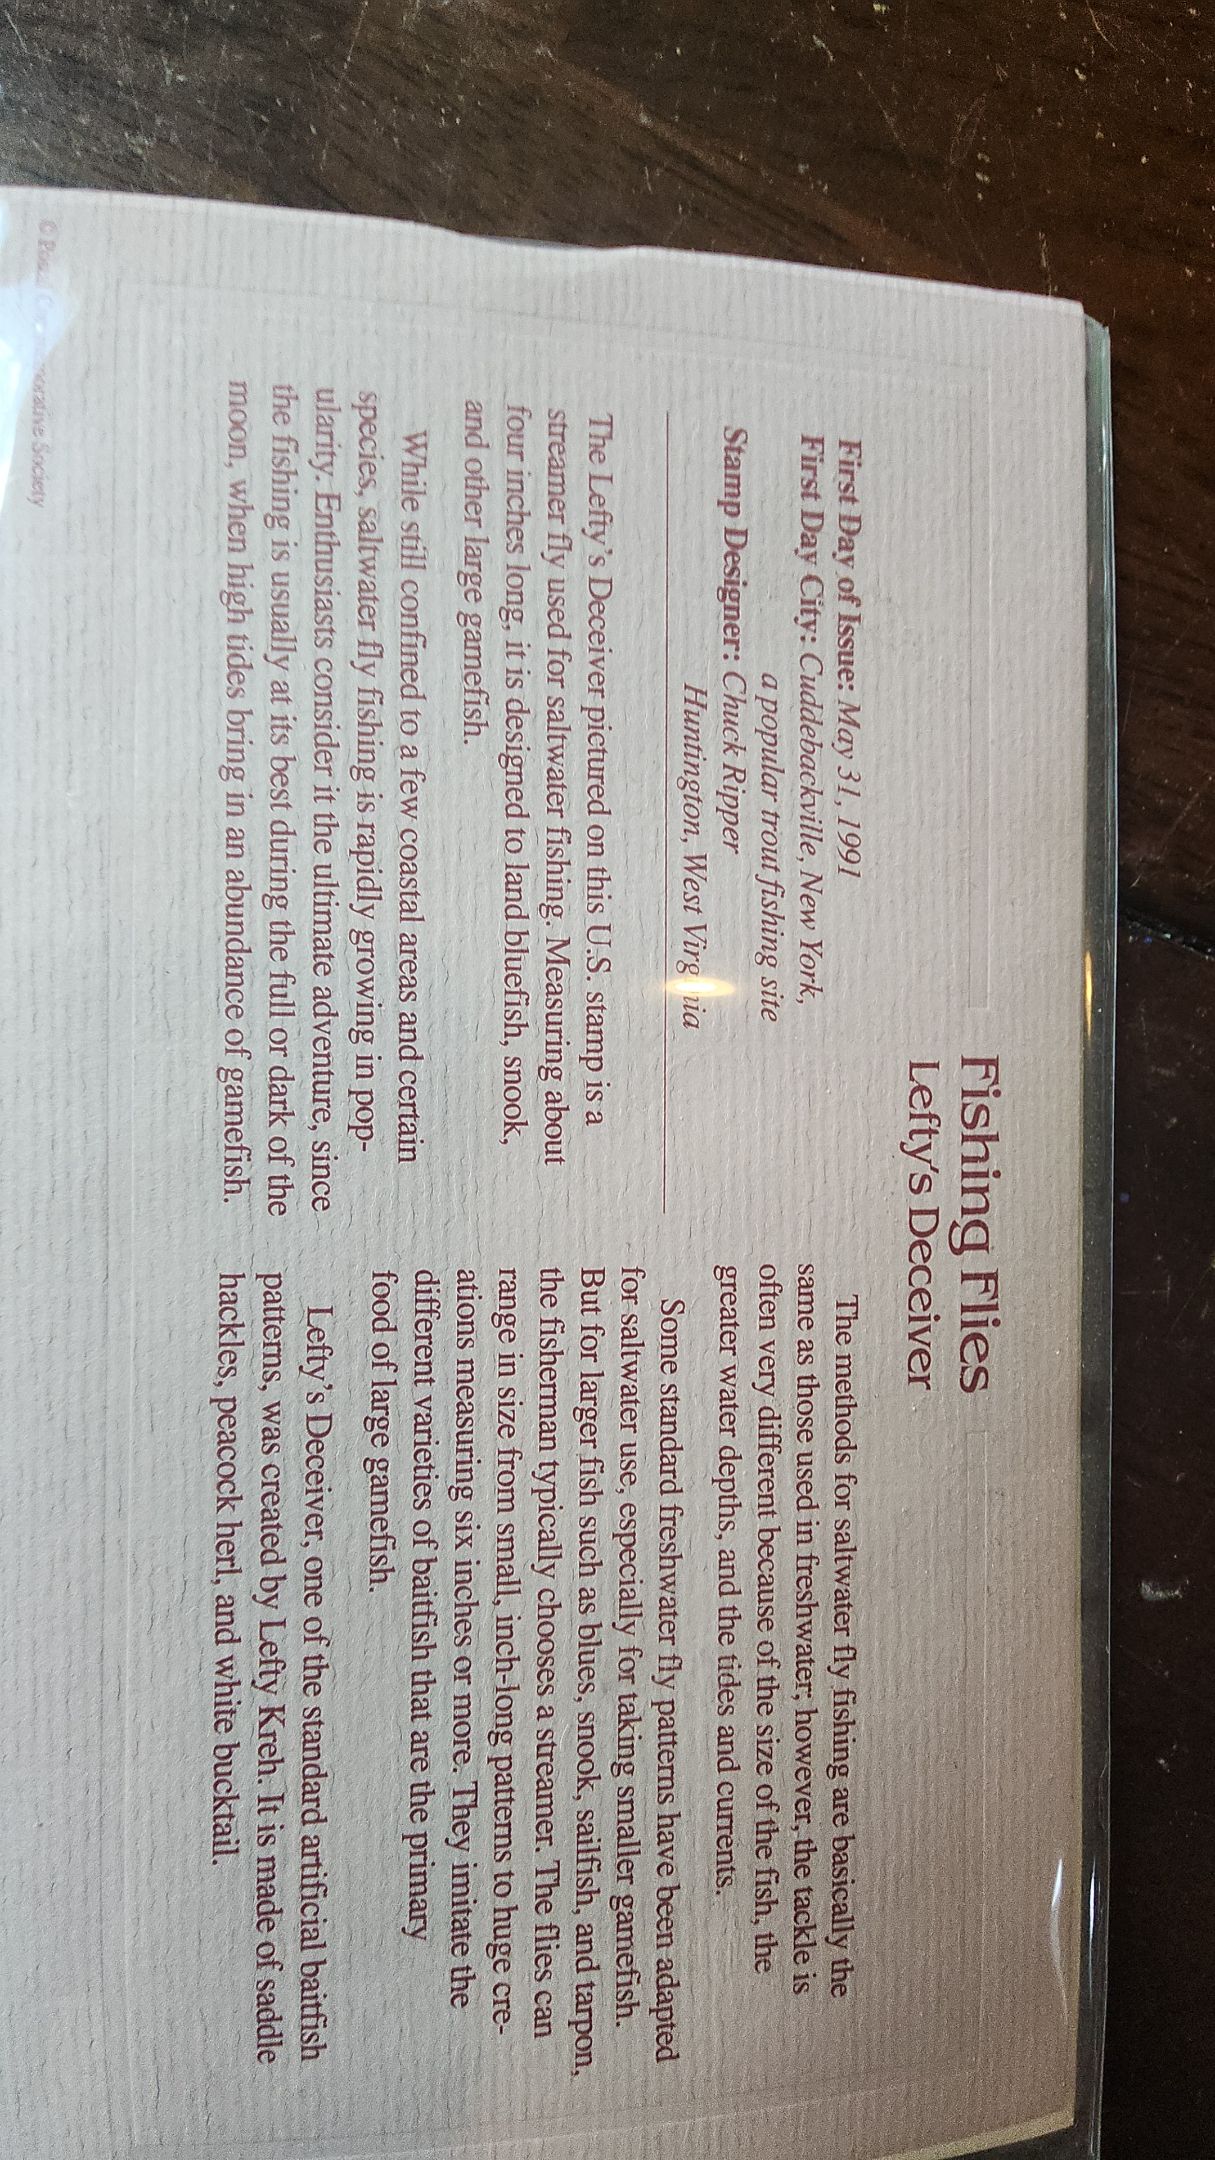 Fishing Flies
Lefty's Deceiver
First Day of Issue: May 31, 1991
First Day City: Cuddebackville, New York,
a popular trout fishing site
Stamp Designer: Chuck Ripper
Huntington, West Virginia
The Lefty's Deceiver pictured on this U.S. stamp is a
streamer fly used for saltwater fishing. Measuring about
four inches long, it is designed to land bluefish, snook,
and other large gamefish.
While still confined to a few coastal areas and certain
species, saltwater fly fishing is rapidly growing in pop-
ularity. Enthusiasts consider it the ultimate adventure, since
the fishing is usually at its best during the full or dark of the
moon, when high tides bring in an abundance of gamefish.
The methods for saltwater fly fishing are basically the
same as those used in freshwater; however, the tackle is
often very different because of the size of the fish, the
greater water depths, and the tides and currents.
Some standard freshwater fly patterns have been adapted
for saltwater use, especially for taking smaller gamefish.
But for larger fish such as blues, snook, sailfish, and tarpon,
the fisherman typically chooses a streamer. The flies can
range in size from small, inch-long patterns to huge cre-
ations measuring six inches or more. They imitate the
different varieties of baitfish that are the primary
food of large gamefish.
Lefty's Deceiver, one of the standard artificial baitfish
patterns, was created by Lefty Kreh. It is made of saddle
hackles, peacock herl, and white bucktail.
© Society